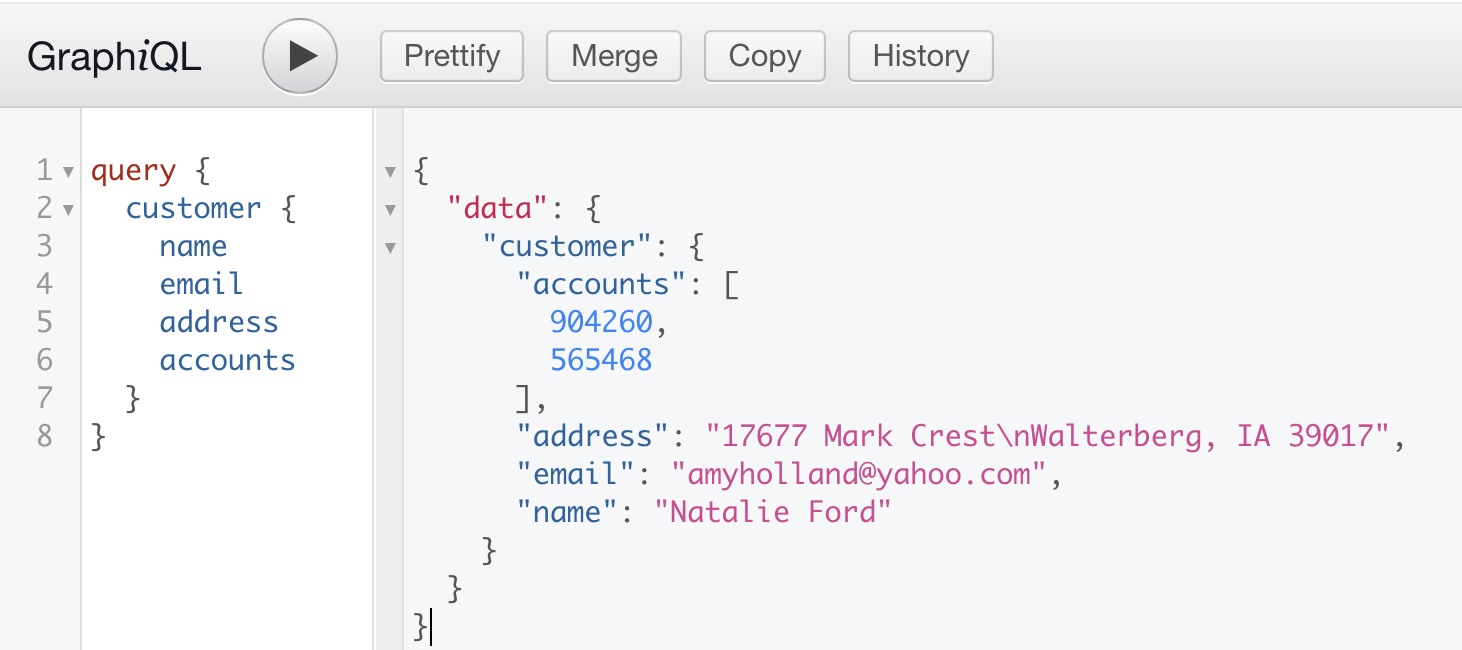 GraphiQL Prettify Merge Copy History
1 query {
2 customer {
3 name
4 email
5 address
6 accounts
7 }
8 }
{
"data": {
"customer": {
"accounts": [
904260,
565468
],
"address": "17677 Mark Crest\nWalterberg, IA 39017",
"email": "amyholland@yahoo.com",
"name": "Natalie Ford"
}
}
}